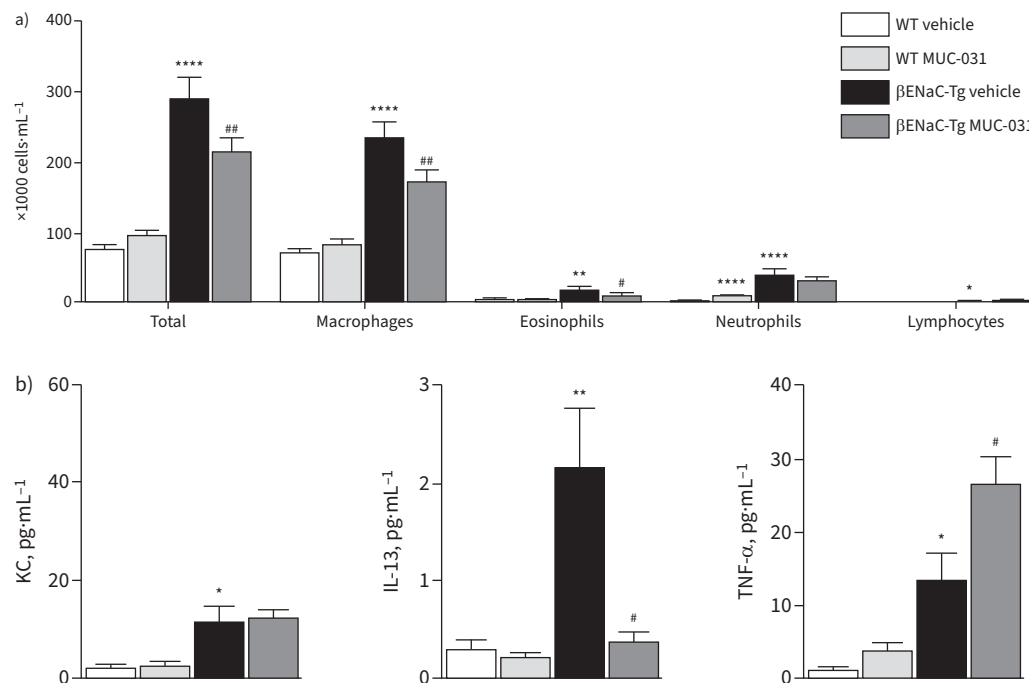 a)
400
300
200
100
0
×1000 cells·mL⁻¹
****
##
****
##
**
#
****
****
*
Total
Macrophages
Eosinophils
Neutrophils
Lymphocytes
WT vehicle
WT MUC-031
βENaC-Tg vehicle
βENaC-Tg MUC-031
b)
60
40
20
0
KC, pg·mL⁻¹
*
3
2
1
0
IL-13, pg·mL⁻¹
**
#
40
30
20
10
0
TNF-α, pg·mL⁻¹
*
#